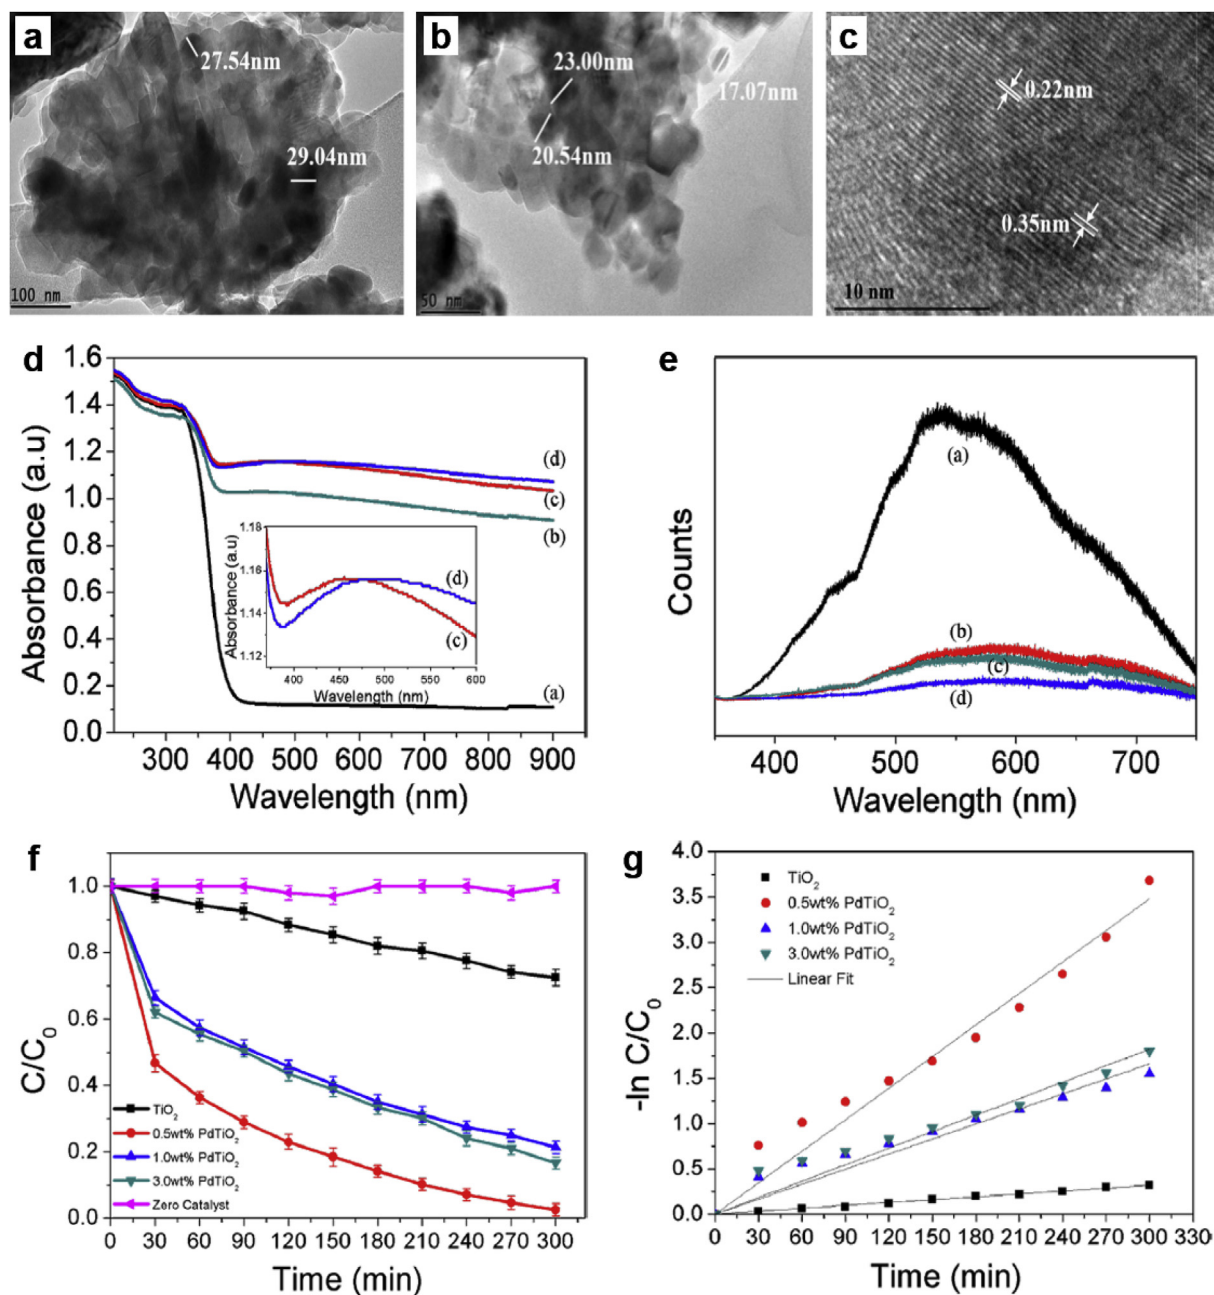 a
27.54nm
29.04nm
100 nm
b
23.00nm
17.07nm
20.54nm
50 nm
c
0.22nm
0.35nm
10 nm
d
1.6
1.4
1.2
1.0
0.8
0.6
0.4
0.2
0.0
Absorbance (a.u)
(d)
(c)
(b)
(a)
1.18
1.16
1.14
1.12
Absorbance (a.u)
(d)
(c)
400 450 500 550 600
Wavelength (nm)
300 400 500 600 700 800 900
Wavelength (nm)
e
Counts
(a)
(b)
(c)
(d)
400 500 600 700
Wavelength (nm)
f
1.0
0.8
0.6
0.4
0.2
0.0
C/C0
TiO2
0.5wt% PdTiO2
1.0wt% PdTiO2
3.0wt% PdTiO2
Zero Catalyst
0 30 60 90 120 150 180 210 240 270 300
Time (min)
g
4.0
3.5
3.0
2.5
2.0
1.5
1.0
0.5
0.0
-ln C/C0
TiO2
0.5wt% PdTiO2
1.0wt% PdTiO2
3.0wt% PdTiO2
Linear Fit
0 30 60 90 120 150 180 210 240 270 300 330
Time (min)